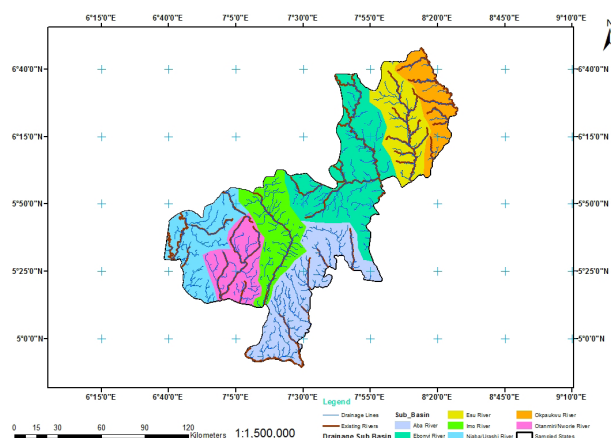 6°15'0"E 6°40'0"E 7°5'0"E 7°30'0"E 7°55'0"E 8°20'0"E 8°45'0"E 9°10'0"E
N
6°40'0"N 6°40'0"N
6°15'0"N 6°15'0"N
5°50'0"N 5°50'0"N
5°25'0"N 5°25'0"N
5°0'0"N 5°0'0"N
6°15'0"E 6°40'0"E 7°5'0"E 7°30'0"E 7°55'0"E 8°20'0"E 8°45'0"E 9°10'0"E
Legend
Drainage Lines Sub_Basin Esu River Okpaukwu River
Existing Rivers Aba River Imo River Otanmiri/Nworie River
Drainage Sub Basin Ebonyi River Njaba/Urashi River Sampled States
0 15 30 60 90 120 Kilometers 1:1,500,000